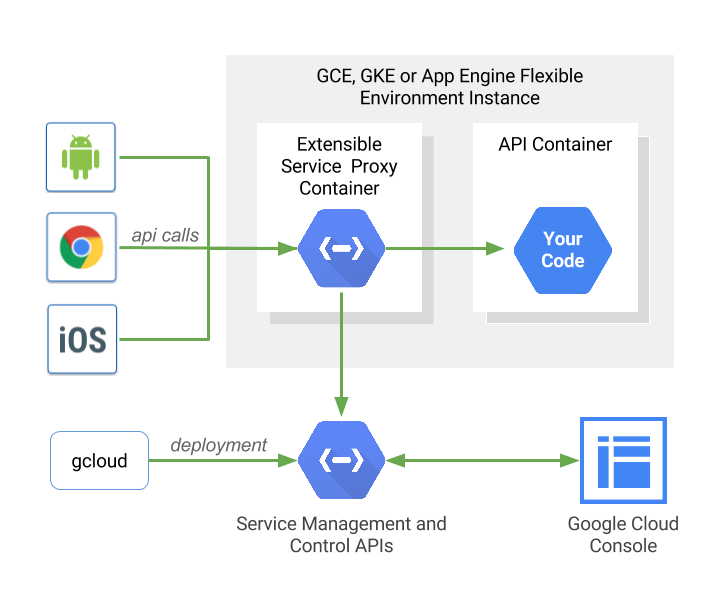 GCE, GKE or App Engine Flexible
Environment Instance
Extensible
Service Proxy
Container
API Container
api calls
Your
Code
iOS
gcloud
deployment
Service Management and
Control APIs
Google Cloud
Console